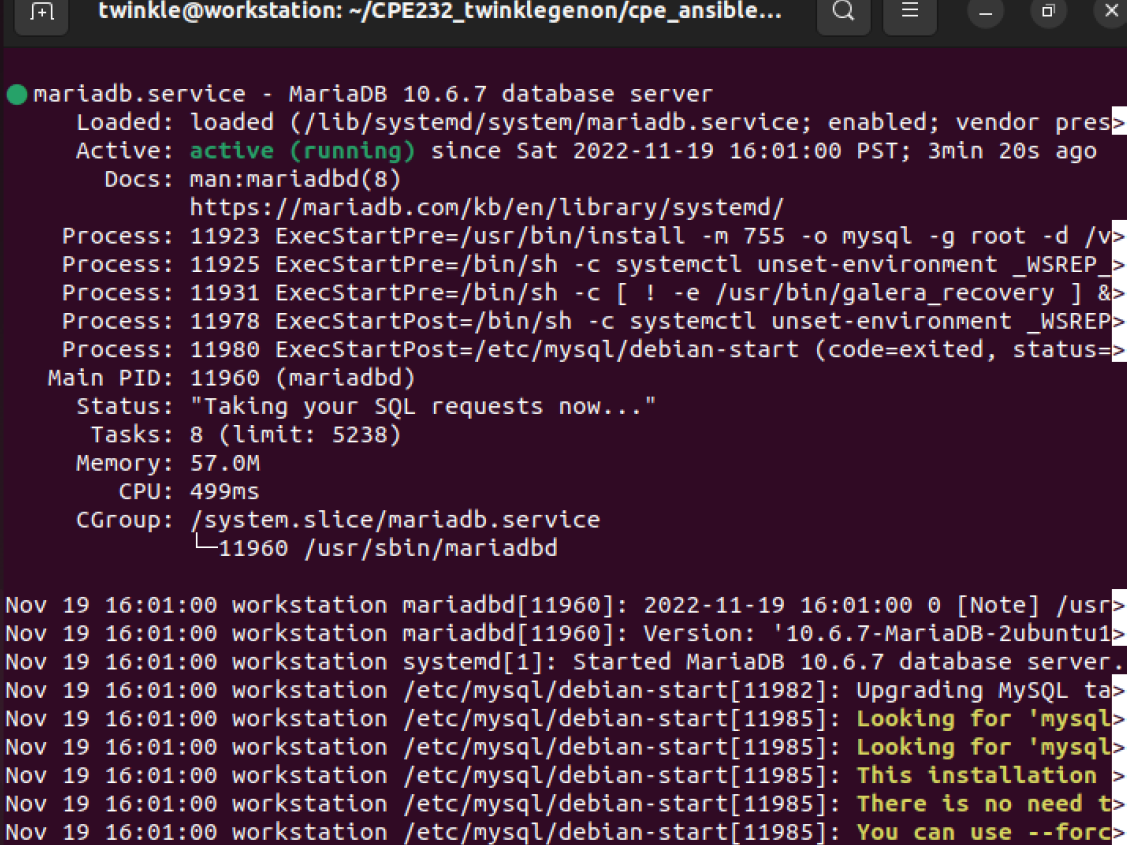 twinkle@workstation: ~/CPE232_twinklegenon/cpe_ansible...
mariadb.service - MariaDB 10.6.7 database server
Loaded: loaded (/lib/systemd/system/mariadb.service; enabled; vendor pres>
Active: active (running) since Sat 2022-11-19 16:01:00 PST; 3min 20s ago
Docs: man:mariadbd(8)
https://mariadb.com/kb/en/library/systemd/
Process: 11923 ExecStartPre=/usr/bin/install -m 755 -o mysql -g root -d /v>
Process: 11925 ExecStartPre=/bin/sh -c systemctl unset-environment _WSREP_>
Process: 11931 ExecStartPre=/bin/sh -c [ ! -e /usr/bin/galera_recovery ] &>
Process: 11978 ExecStartPost=/bin/sh -c systemctl unset-environment _WSREP>
Process: 11980 ExecStartPost=/etc/mysql/debian-start (code=exited, status=>
Main PID: 11960 (mariadbd)
Status: "Taking your SQL requests now..."
Tasks: 8 (limit: 5238)
Memory: 57.0M
CPU: 499ms
CGroup: /system.slice/mariadb.service
└─11960 /usr/sbin/mariadbd
Nov 19 16:01:00 workstation mariadbd[11960]: 2022-11-19 16:01:00 0 [Note] /usr>
Nov 19 16:01:00 workstation mariadbd[11960]: Version: '10.6.7-MariaDB-2ubuntu1>
Nov 19 16:01:00 workstation systemd[1]: Started MariaDB 10.6.7 database server.
Nov 19 16:01:00 workstation /etc/mysql/debian-start[11982]: Upgrading MySQL ta>
Nov 19 16:01:00 workstation /etc/mysql/debian-start[11985]: Looking for 'mysql>
Nov 19 16:01:00 workstation /etc/mysql/debian-start[11985]: Looking for 'mysql>
Nov 19 16:01:00 workstation /etc/mysql/debian-start[11985]: This installation >
Nov 19 16:01:00 workstation /etc/mysql/debian-start[11985]: There is no need t>
Nov 19 16:01:00 workstation /etc/mysql/debian-start[11985]: You can use --forc>